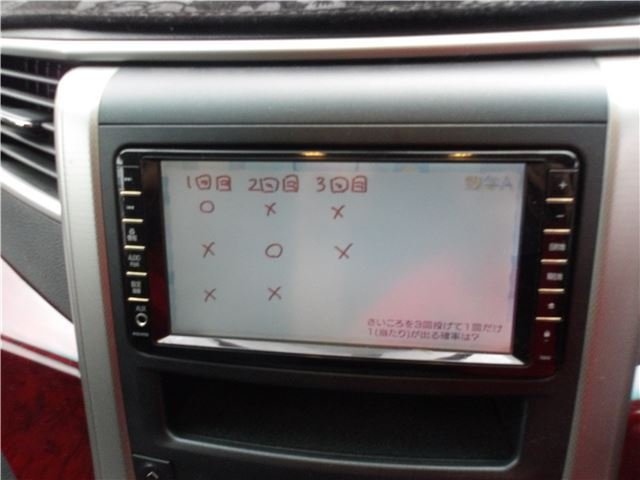 1回目 2回目 3回目
数学A
○ × ×
× ○ ×
× ×
さいころを3回投げて1回だけ
1(当たり)が出る確率は?
AUX